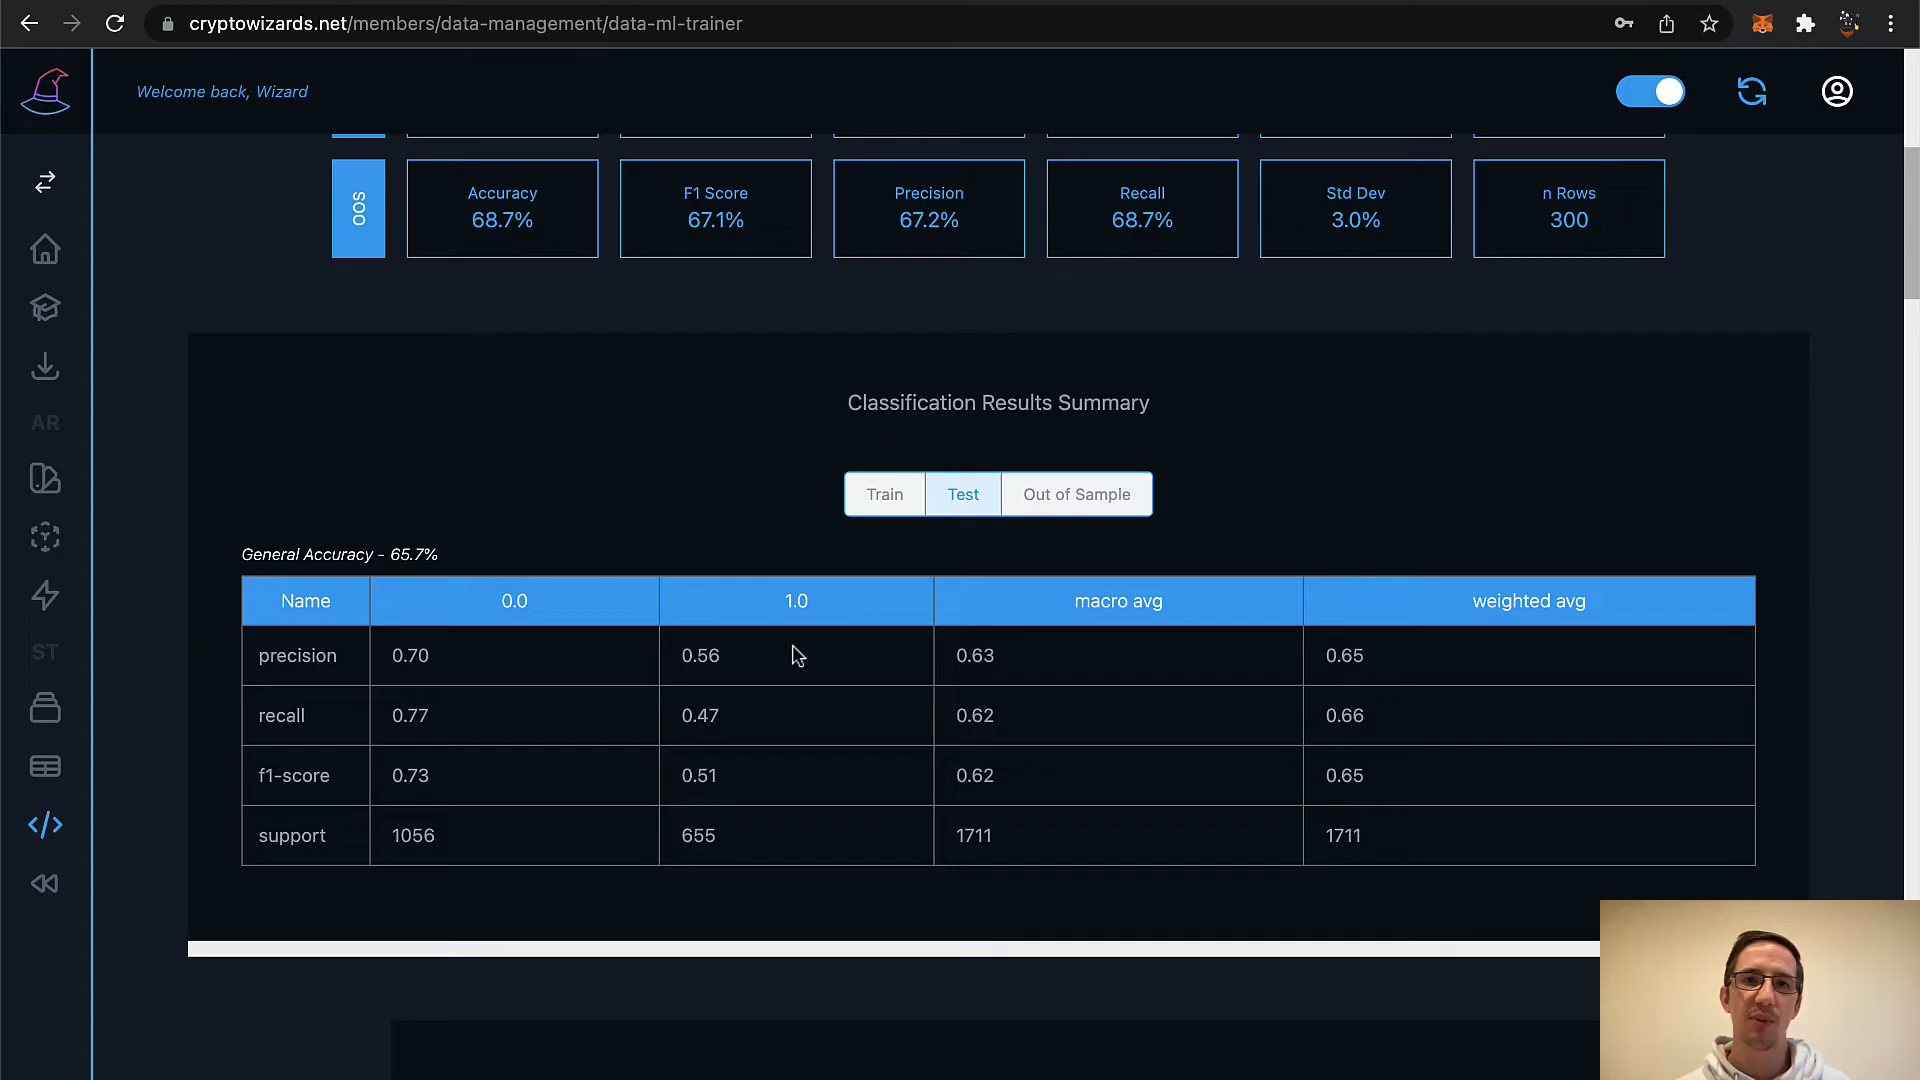 cryptowizards.net/members/data-management/data-ml-trainer
Welcome back, Wizard
OOS
Accuracy
68.7%
F1 Score
67.1%
Precision
67.2%
Recall
68.7%
Std Dev
3.0%
n Rows
300
AR
Classification Results Summary
Train Test Out of Sample
General Accuracy - 65.7%
Name 0.0 1.0 macro avg weighted avg
precision 0.70 0.56 0.63 0.65
ST
recall 0.77 0.47 0.62 0.66
f1-score 0.73 0.51 0.62 0.65
support 1056 655 1711 1711